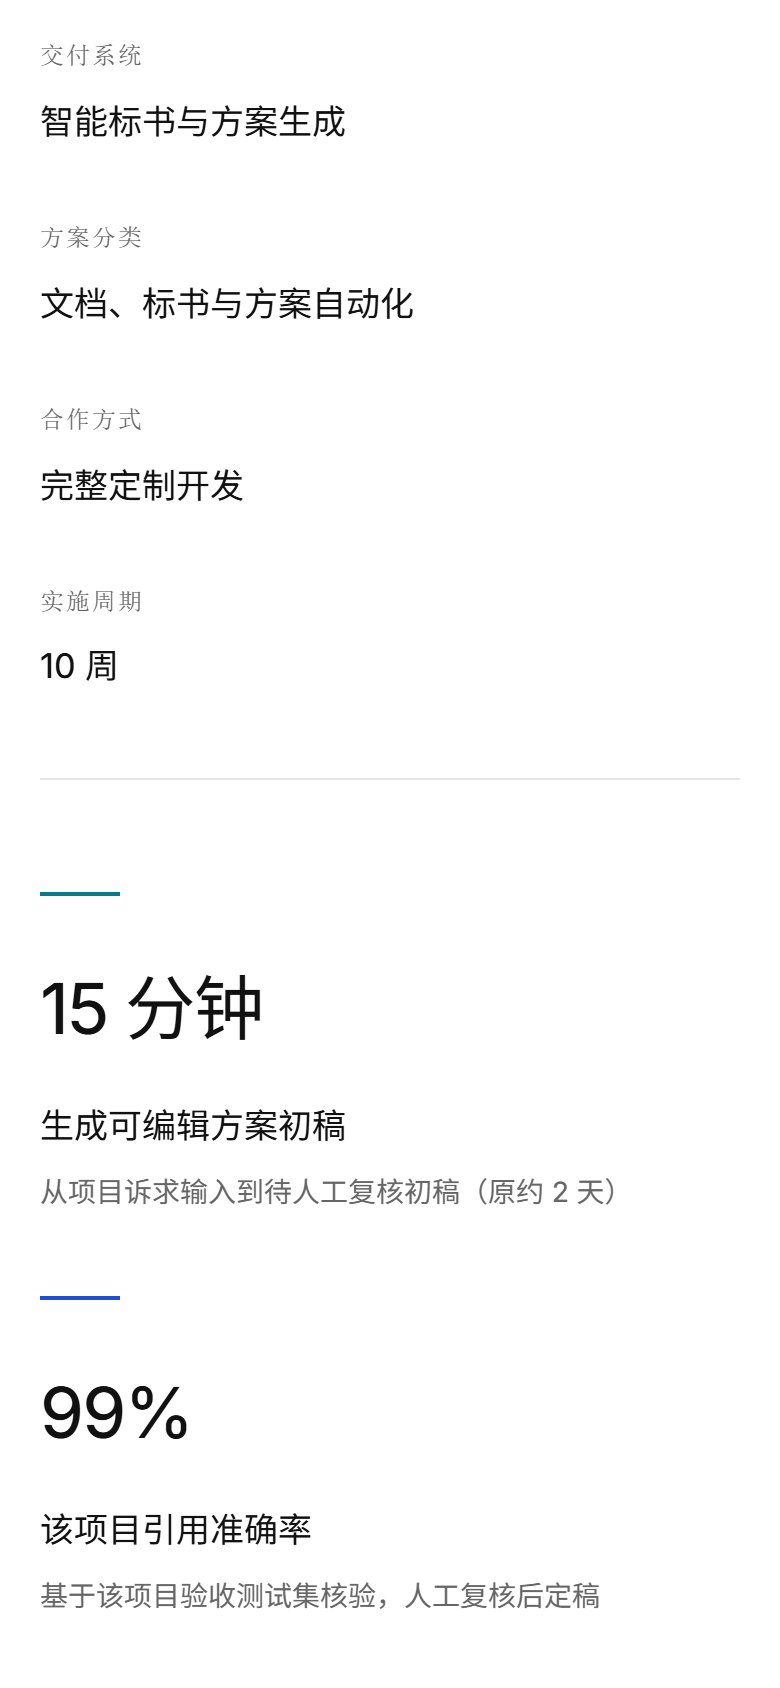 交付系统
智能标书与方案生成
方案分类
文档、标书与方案自动化
合作方式
完整定制开发
实施周期
10 周
15 分钟
生成可编辑方案初稿
从项目诉求输入到待人工复核初稿（原约 2 天）
99%
该项目引用准确率
基于该项目验收测试集核验，人工复核后定稿